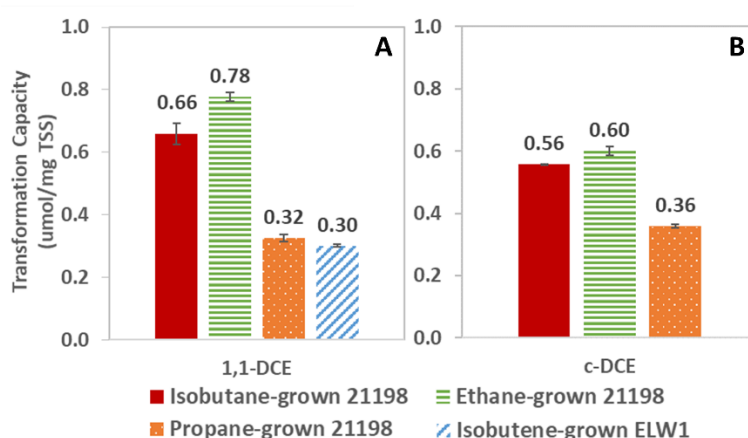 Transformation Capacity
(umol/mg TSS)
1.0
0.8
0.6
0.4
0.2
0.0
A
0.66
0.78
0.32
0.30
1,1-DCE
1.0
0.8
0.6
0.4
0.2
0.0
B
0.56
0.60
0.36
c-DCE
Isobutane-grown 21198
Ethane-grown 21198
Propane-grown 21198
Isobutene-grown ELW1